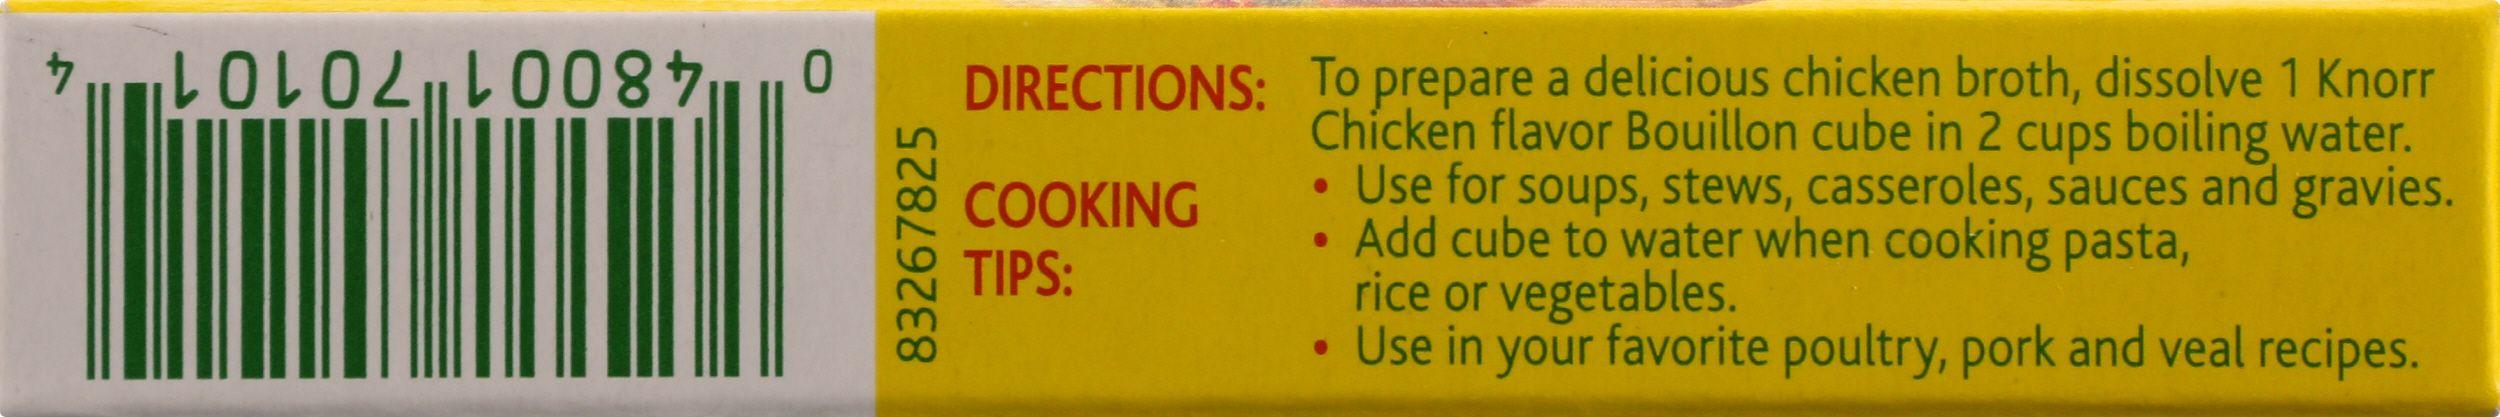 0 48001 70101 4
83267825
DIRECTIONS:
To prepare a delicious chicken broth, dissolve 1 Knorr
Chicken flavor Bouillon cube in 2 cups boiling water.
COOKING
TIPS:
• Use for soups, stews, casseroles, sauces and gravies.
• Add cube to water when cooking pasta,
rice or vegetables.
• Use in your favorite poultry, pork and veal recipes.